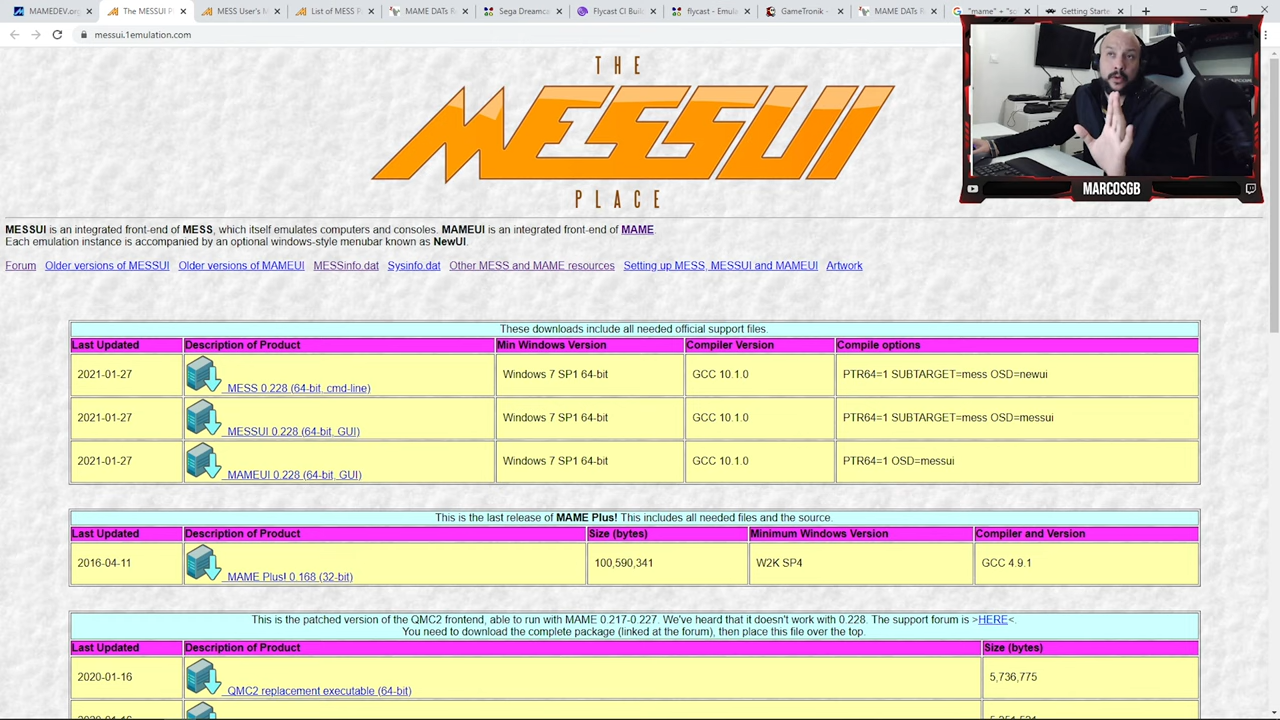 MAMEDEV.org
The MESSUI P
MESS User's M
List of MESS P
MAME DATs R
Sega Dreamc
Flycast CI Buil
flycast - Emule
GameTronik -
MAME DATs R
"mame" + "sc
Getting Starte
messui.1emulation.com
THE
MESSUI
PLACE
MARCOSGB
MESSUI is an integrated front-end of MESS, which itself emulates computers and consoles. MAMEUI is an integrated front-end of MAME.
Each emulation instance is accompanied by an optional windows-style menubar known as NewUI.
Forum Older versions of MESSUI Older versions of MAMEUI MESSinfo.dat Sysinfo.dat Other MESS and MAME resources Setting up MESS, MESSUI and MAMEUI Artwork
These downloads include all needed official support files.
Last Updated Description of Product Min Windows Version Compiler Version Compile options
2021-01-27 MESS 0.228 (64-bit, cmd-line) Windows 7 SP1 64-bit GCC 10.1.0 PTR64=1 SUBTARGET=mess OSD=newui
2021-01-27 MESSUI 0.228 (64-bit, GUI) Windows 7 SP1 64-bit GCC 10.1.0 PTR64=1 SUBTARGET=mess OSD=messui
2021-01-27 MAMEUI 0.228 (64-bit, GUI) Windows 7 SP1 64-bit GCC 10.1.0 PTR64=1 OSD=messui
This is the last release of MAME Plus! This includes all needed files and the source.
Last Updated Description of Product Size (bytes) Minimum Windows Version Compiler and Version
2016-04-11 MAME Plus! 0.168 (32-bit) 100,590,341 W2K SP4 GCC 4.9.1
This is the patched version of the QMC2 frontend, able to run with MAME 0.217-0.227. We've heard that it doesn't work with 0.228. The support forum is >HERE<.
You need to download the complete package (linked at the forum), then place this file over the top.
Last Updated Description of Product Size (bytes)
2020-01-16 QMC2 replacement executable (64-bit) 5,736,775